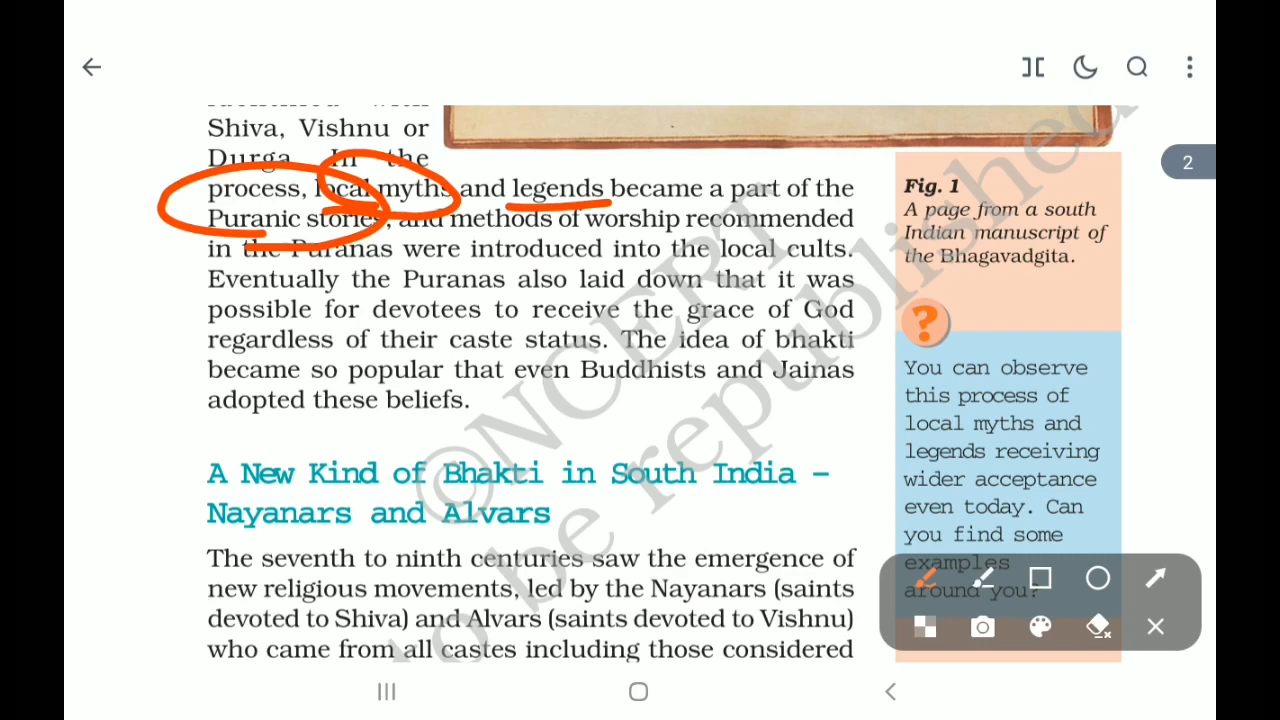 Shiva, Vishnu or
Durga. In the
process, local myths and legends became a part of the
Puranic stories, and methods of worship recommended
in the Puranas were introduced into the local cults.
Eventually the Puranas also laid down that it was
possible for devotees to receive the grace of God
regardless of their caste status. The idea of bhakti
became so popular that even Buddhists and Jainas
adopted these beliefs.
A New Kind of Bhakti in South India –
Nayanars and Alvars
The seventh to ninth centuries saw the emergence of
new religious movements, led by the Nayanars (saints
devoted to Shiva) and Alvars (saints devoted to Vishnu)
who came from all castes including those considered
2
Fig. 1
A page from a south
Indian manuscript of
the Bhagavadgita.
?
You can observe
this process of
local myths and
legends receiving
wider acceptance
even today. Can
you find some
examples
around you?
©NCERT
to be republished